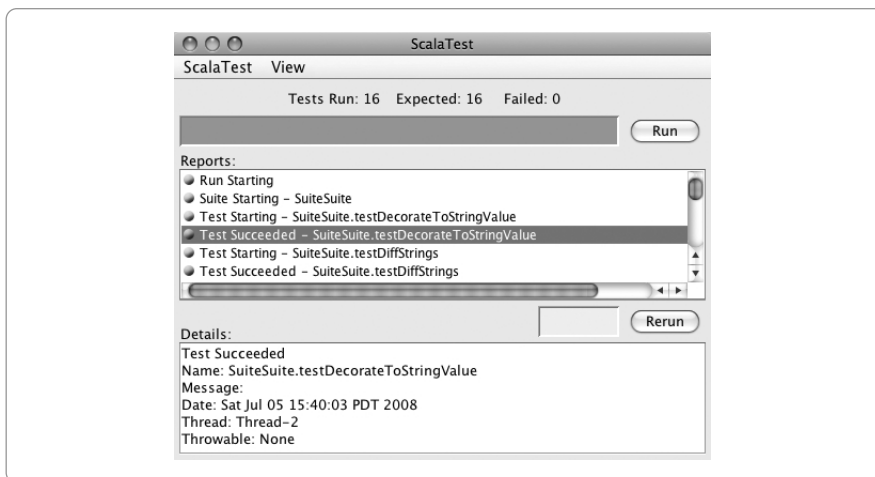 ScalaTest
ScalaTest View
Tests Run: 16 Expected: 16 Failed: 0
Run
Reports:
Run Starting
Suite Starting – SuiteSuite
Test Starting – SuiteSuite.testDecorateToStringValue
Test Succeeded – SuiteSuite.testDecorateToStringValue
Test Starting – SuiteSuite.testDiffStrings
Test Succeeded – SuiteSuite.testDiffStrings
Rerun
Details:
Test Succeeded
Name: SuiteSuite.testDecorateToStringValue
Message:
Date: Sat Jul 05 15:40:03 PDT 2008
Thread: Thread-2
Throwable: None